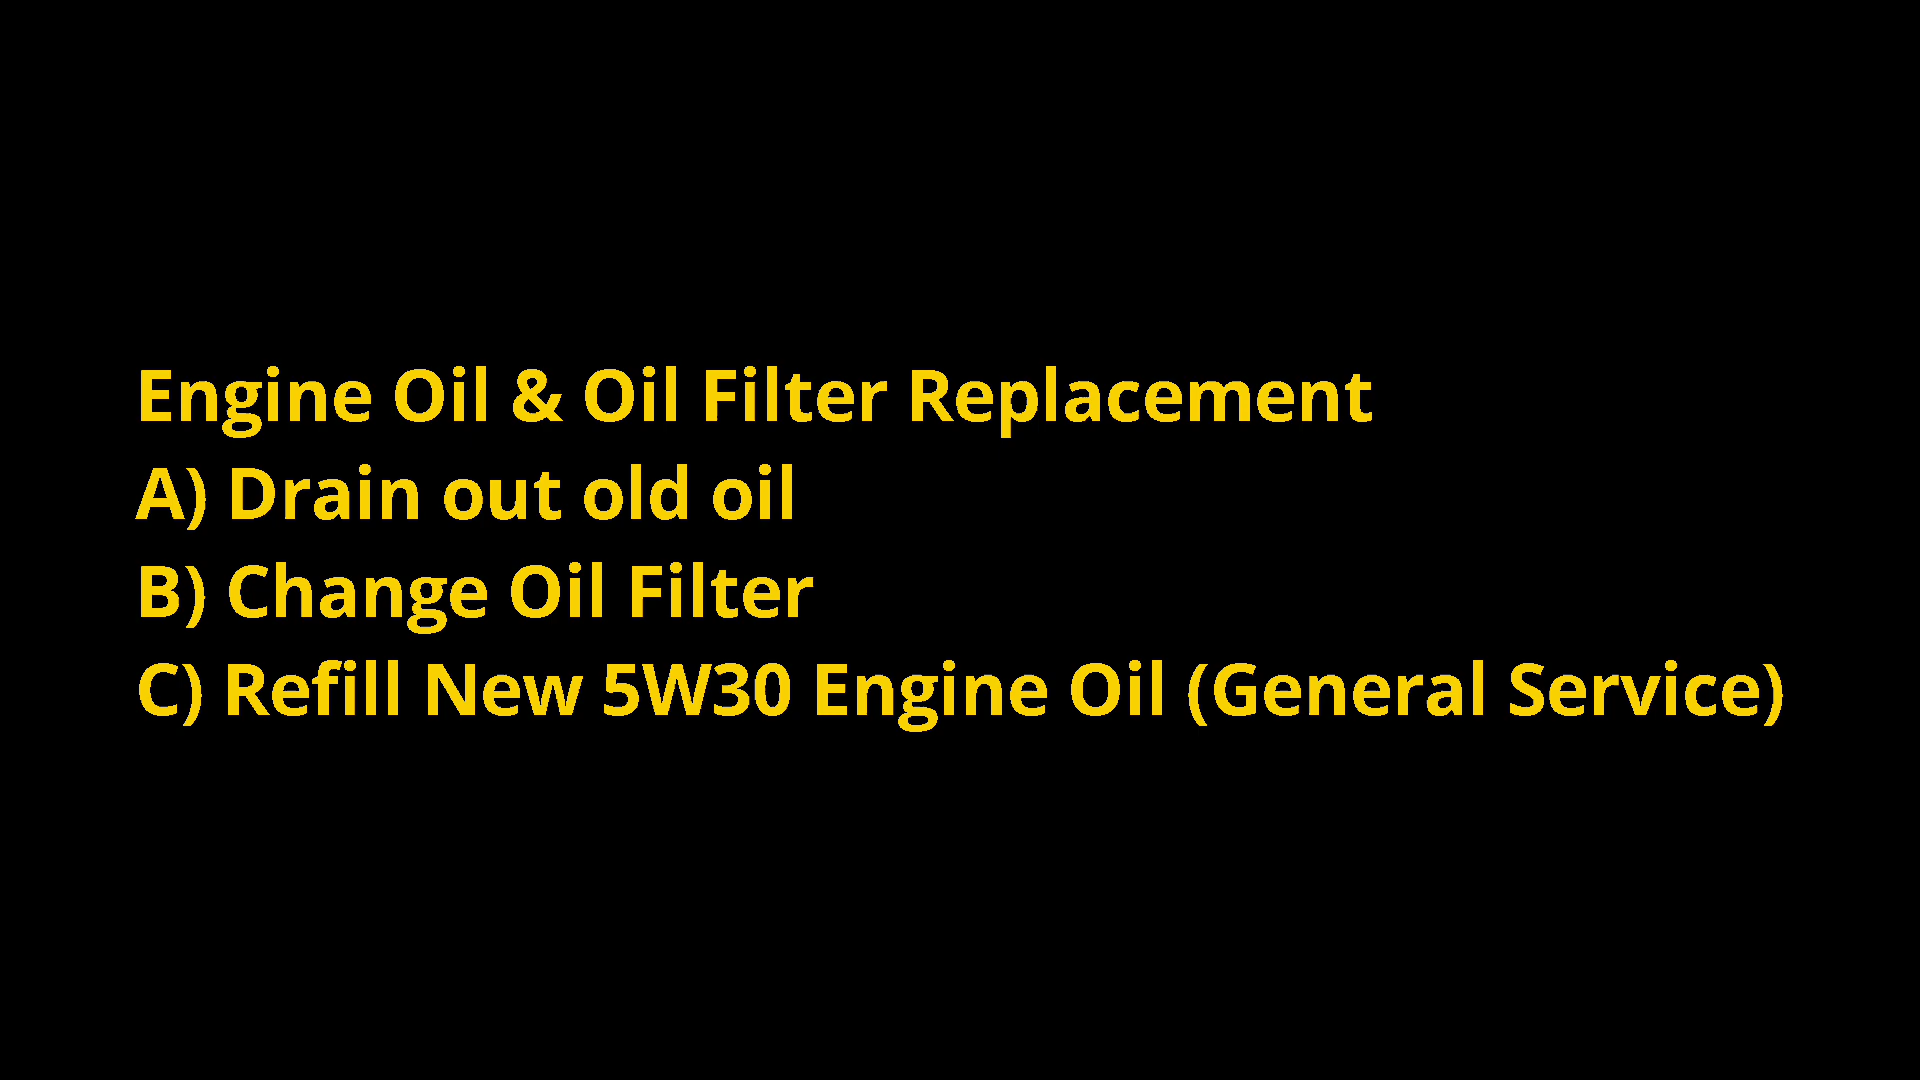 Engine Oil & Oil Filter Replacement
A) Drain out old oil
B) Change Oil Filter
C) Refill New 5W30 Engine Oil (General Service)